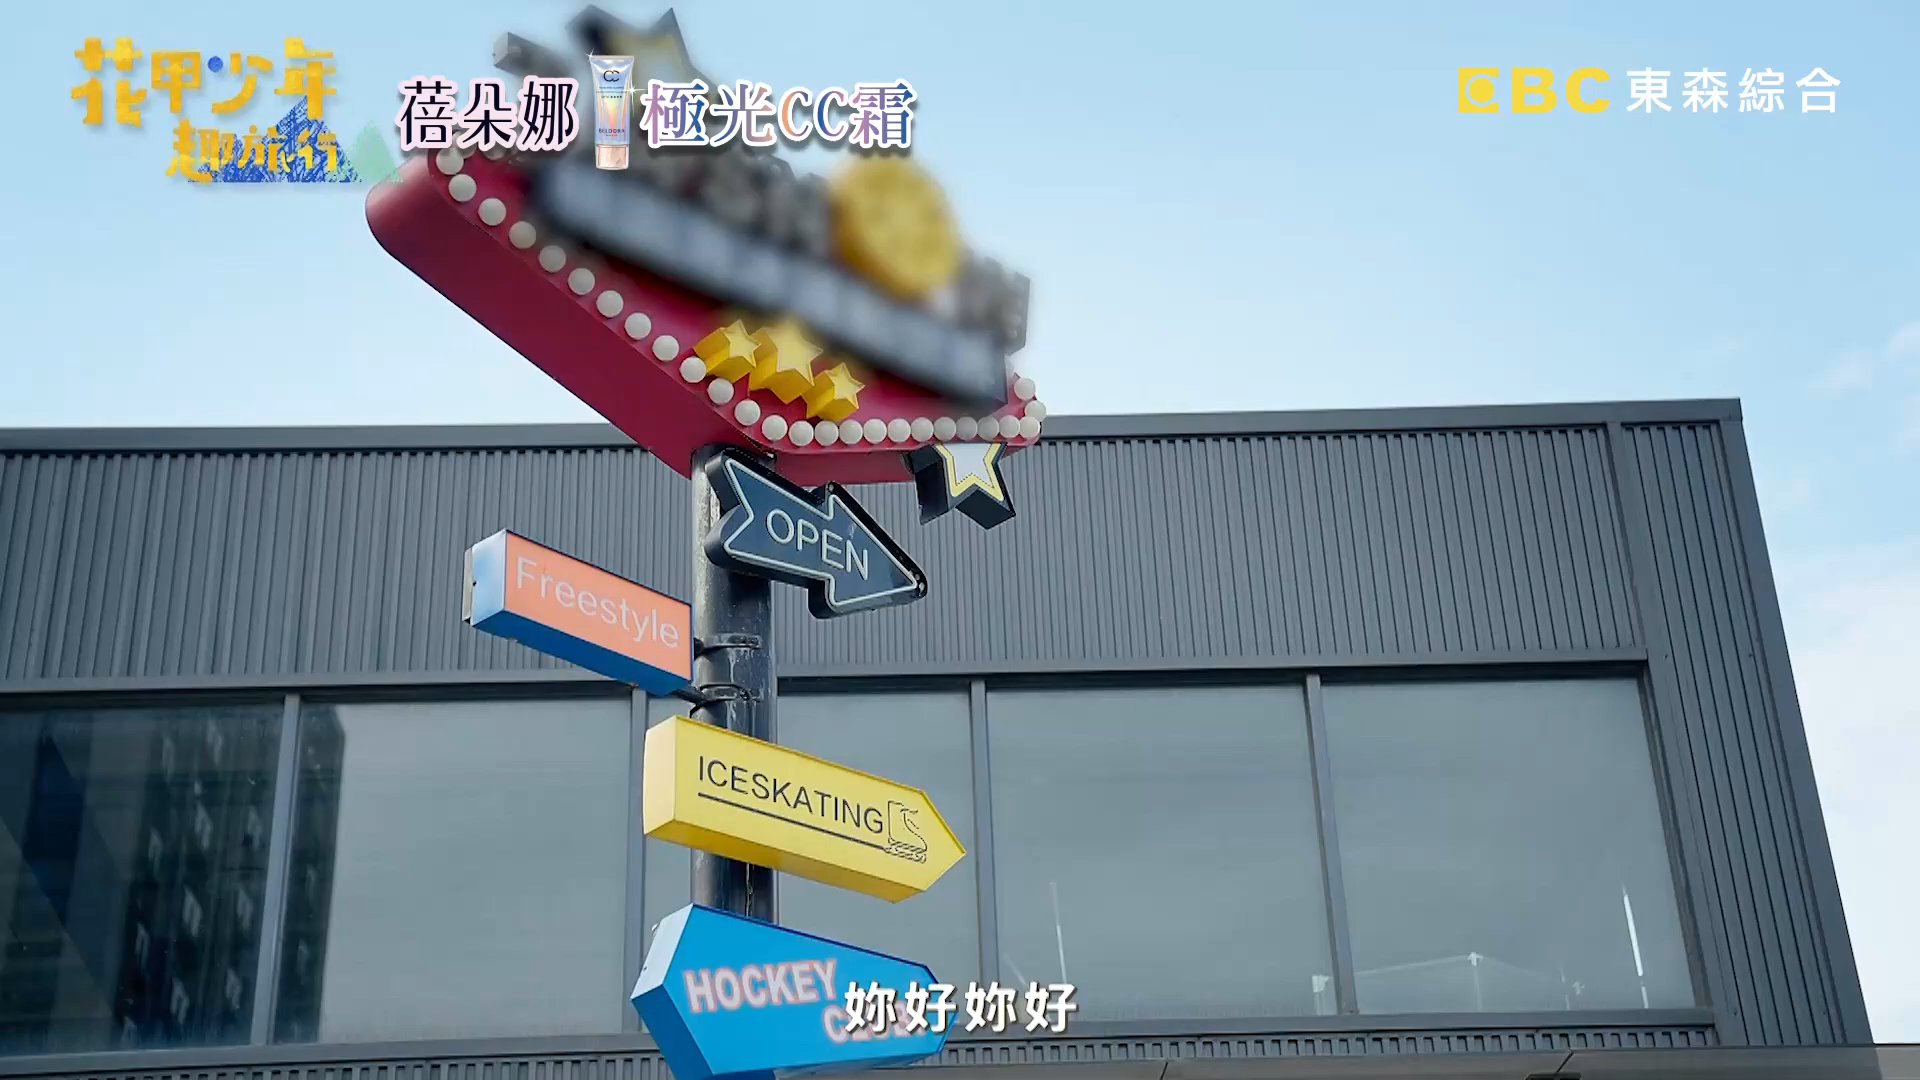 花甲少年
趣旅行
蓓朵娜
CC
極光CC霜
EBC 東森綜合
OPEN
Freestyle
ICESKATING
HOCKEY
妳好妳好